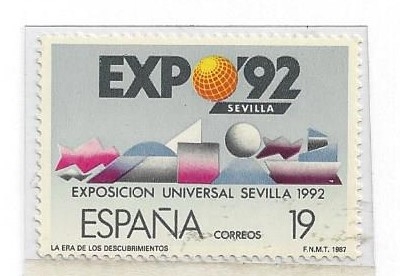 EXPO'92
SEVILLA
EXPOSICION UNIVERSAL SEVILLA 1992
ESPAÑA CORREOS 19
LA ERA DE LOS DESCUBRIMIENTOS F.N.M.T. 1987